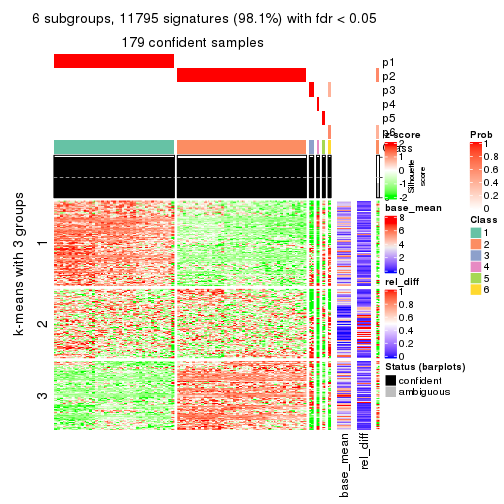 6 subgroups, 11795 signatures (98.1%) with fdr < 0.05
179 confident samples
p1
p2
p3
p4
p5
p6
Class
z-score
2
1
0
-1
-2
Silhouette
score
Prob
1
0.8
0.6
0.4
0.2
0
base_mean
8
6
4
2
0
Class
1
2
3
4
5
6
rel_diff
1
0.8
0.6
0.4
0.2
0
Status (barplots)
confident
ambiguous
k-means with 3 groups
1
2
3
base_mean
rel_diff